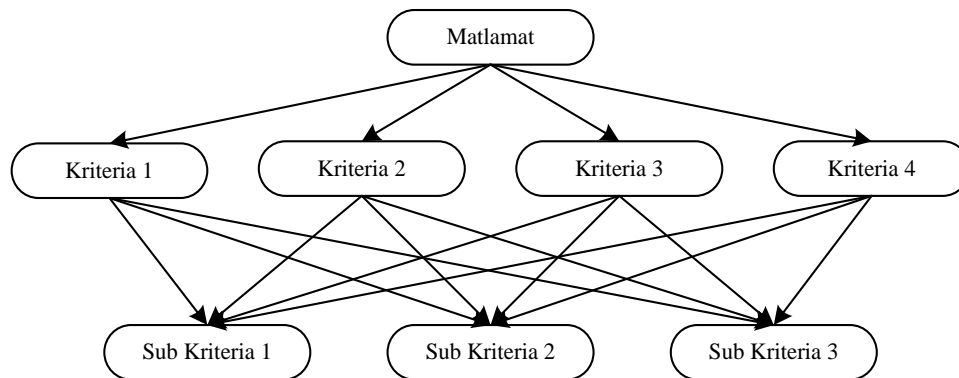 Matlamat
Kriteria 1
Kriteria 2
Kriteria 3
Kriteria 4
Sub Kriteria 1
Sub Kriteria 2
Sub Kriteria 3